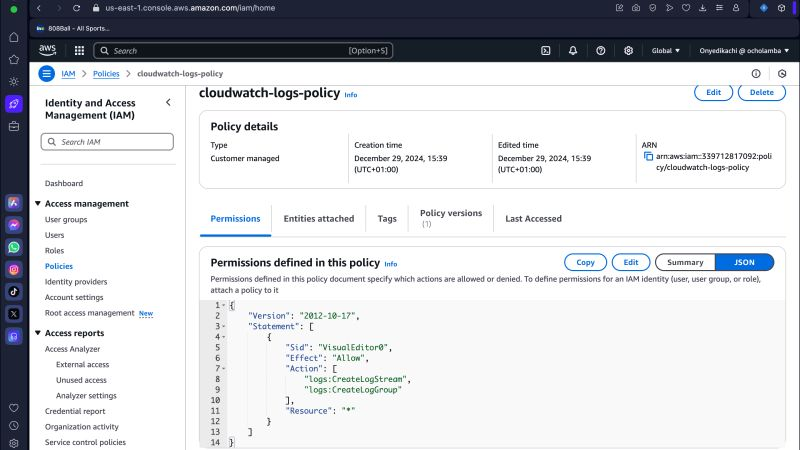 us-east-1.console.aws.amazon.com/iam/home
808Ball - All Sports...
aws
Search
[Option+S]
Global
Onyedikachi @ ocholamba
IAM > Policies > cloudwatch-logs-policy
Identity and Access
Management (IAM)
Search IAM
Dashboard
Access management
User groups
Users
Roles
Policies
Identity providers
Account settings
Root access management New
Access reports
Access Analyzer
External access
Unused access
Analyzer settings
Credential report
Organization activity
Service control policies
cloudwatch-logs-policy Info
Edit
Delete
Policy details
Type
Customer managed
Creation time
December 29, 2024, 15:39
(UTC+01:00)
Edited time
December 29, 2024, 15:39
(UTC+01:00)
ARN
arn:aws:iam::339712817092:poli
cy/cloudwatch-logs-policy
Permissions
Entities attached
Tags
Policy versions
(1)
Last Accessed
Permissions defined in this policy Info
Copy
Edit
Summary
JSON
Permissions defined in this policy document specify which actions are allowed or denied. To define permissions for an IAM identity (user, user group, or role),
attach a policy to it
1 {
2 "Version": "2012-10-17",
3 "Statement": [
4 {
5 "Sid": "VisualEditor0",
6 "Effect": "Allow",
7 "Action": [
8 "logs:CreateLogStream",
9 "logs:CreateLogGroup"
10 ],
11 "Resource": "*"
12 }
13 ]
14 }